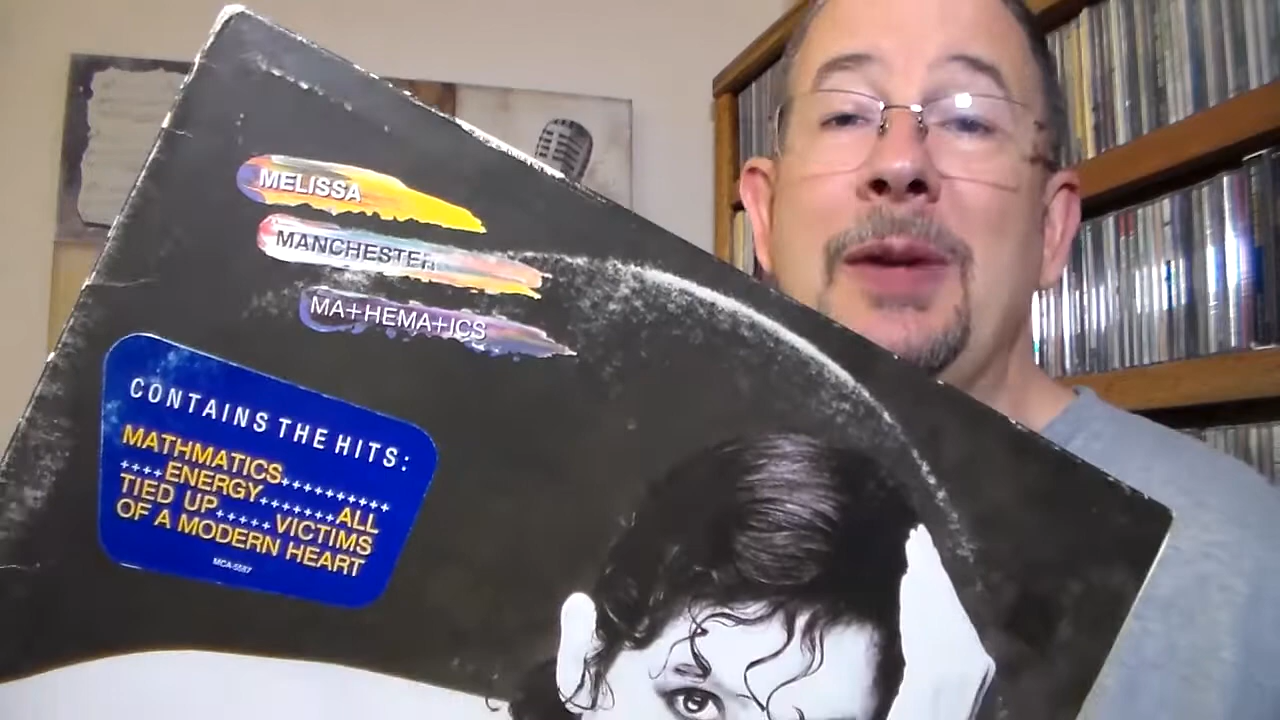 MELISSA
MANCHESTER
MA+HEMA+ICS
CONTAINS THE HITS:
MATHMATICS..........
++++ENERGY.......ALL
TIED UP.....VICTIMS
OF A MODERN HEART
MCA-5587